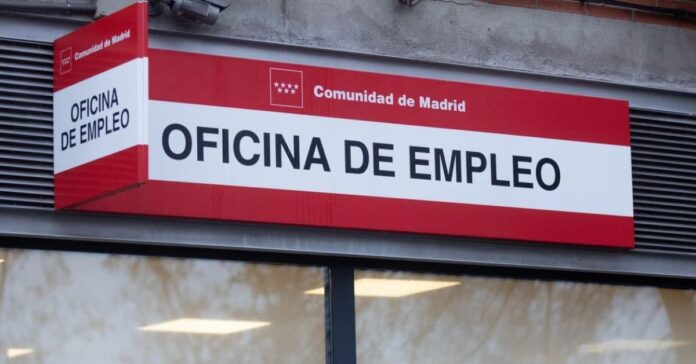 Comunidad de Madrid
OFICINA
DE EMPLEO
Comunidad de Madrid
OFICINA DE EMPLEO